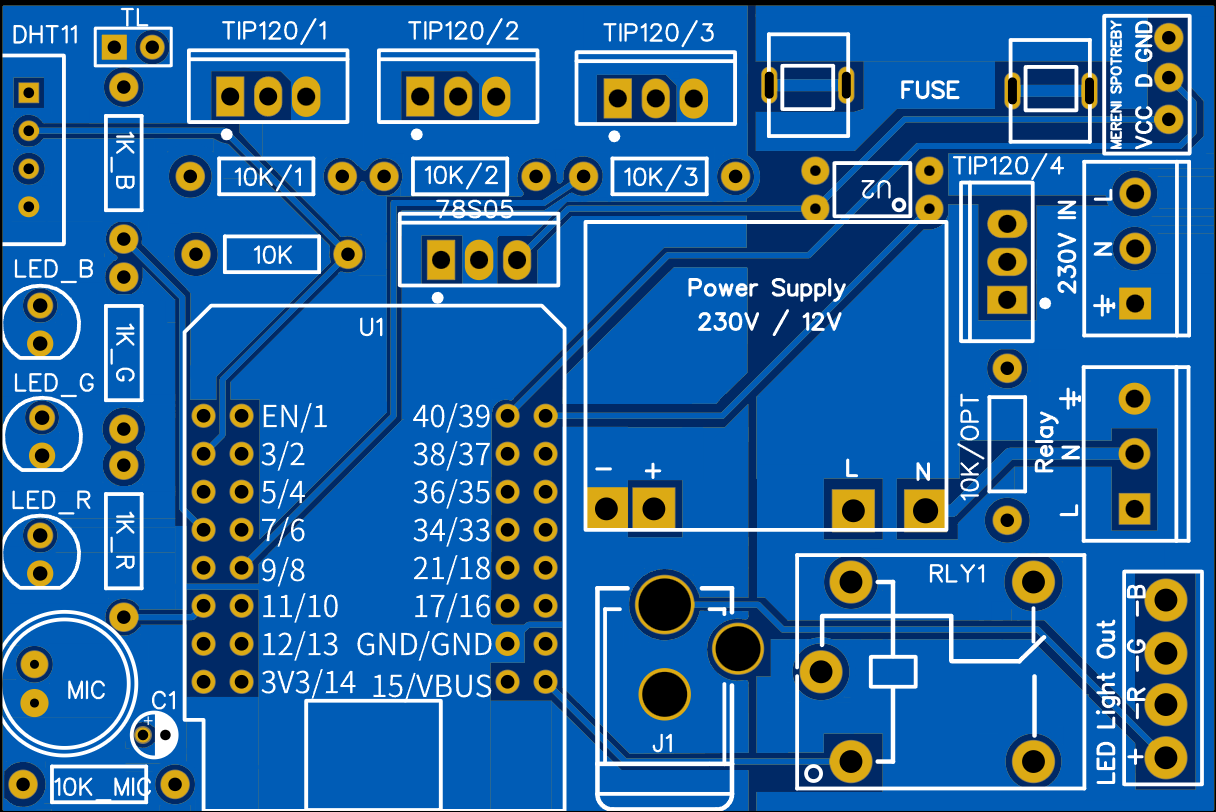 DHT11
TL
TIP120/1
TIP120/2
TIP120/3
FUSE
MERENI SPOTREBY
VCC D GND
1K_B
10K/1
10K/2
10K/3
U2
TIP120/4
78S05
10K
230V IN
L
N
LED_B
Power Supply
230V / 12V
U1
1K_G
LED_G
EN/1
40/39
3/2
38/37
5/4
36/35
7/6
34/33
9/8
21/18
11/10
17/16
12/13
GND/GND
3V3/14
15/VBUS
- +
L
N
10K/OPT
Relay
N
L
LED_R
1K_R
RLY1
MIC
C1
+
J1
10K_MIC
LED Light Out
+ -R -G -B